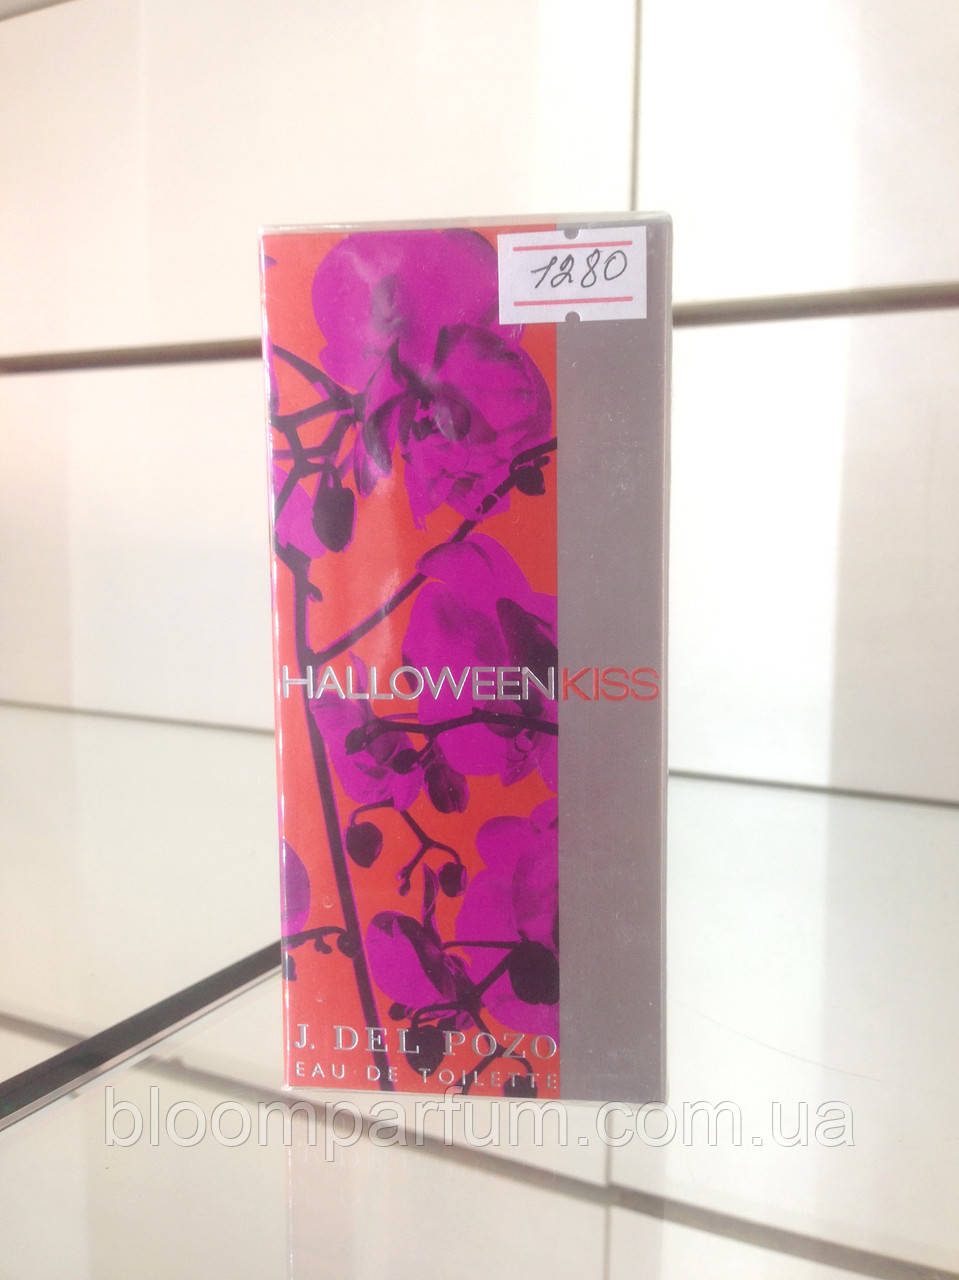 1280
HALLOWEENKISS
J. DEL POZO
EAU DE TOILETTE
bloomparfum.com.ua